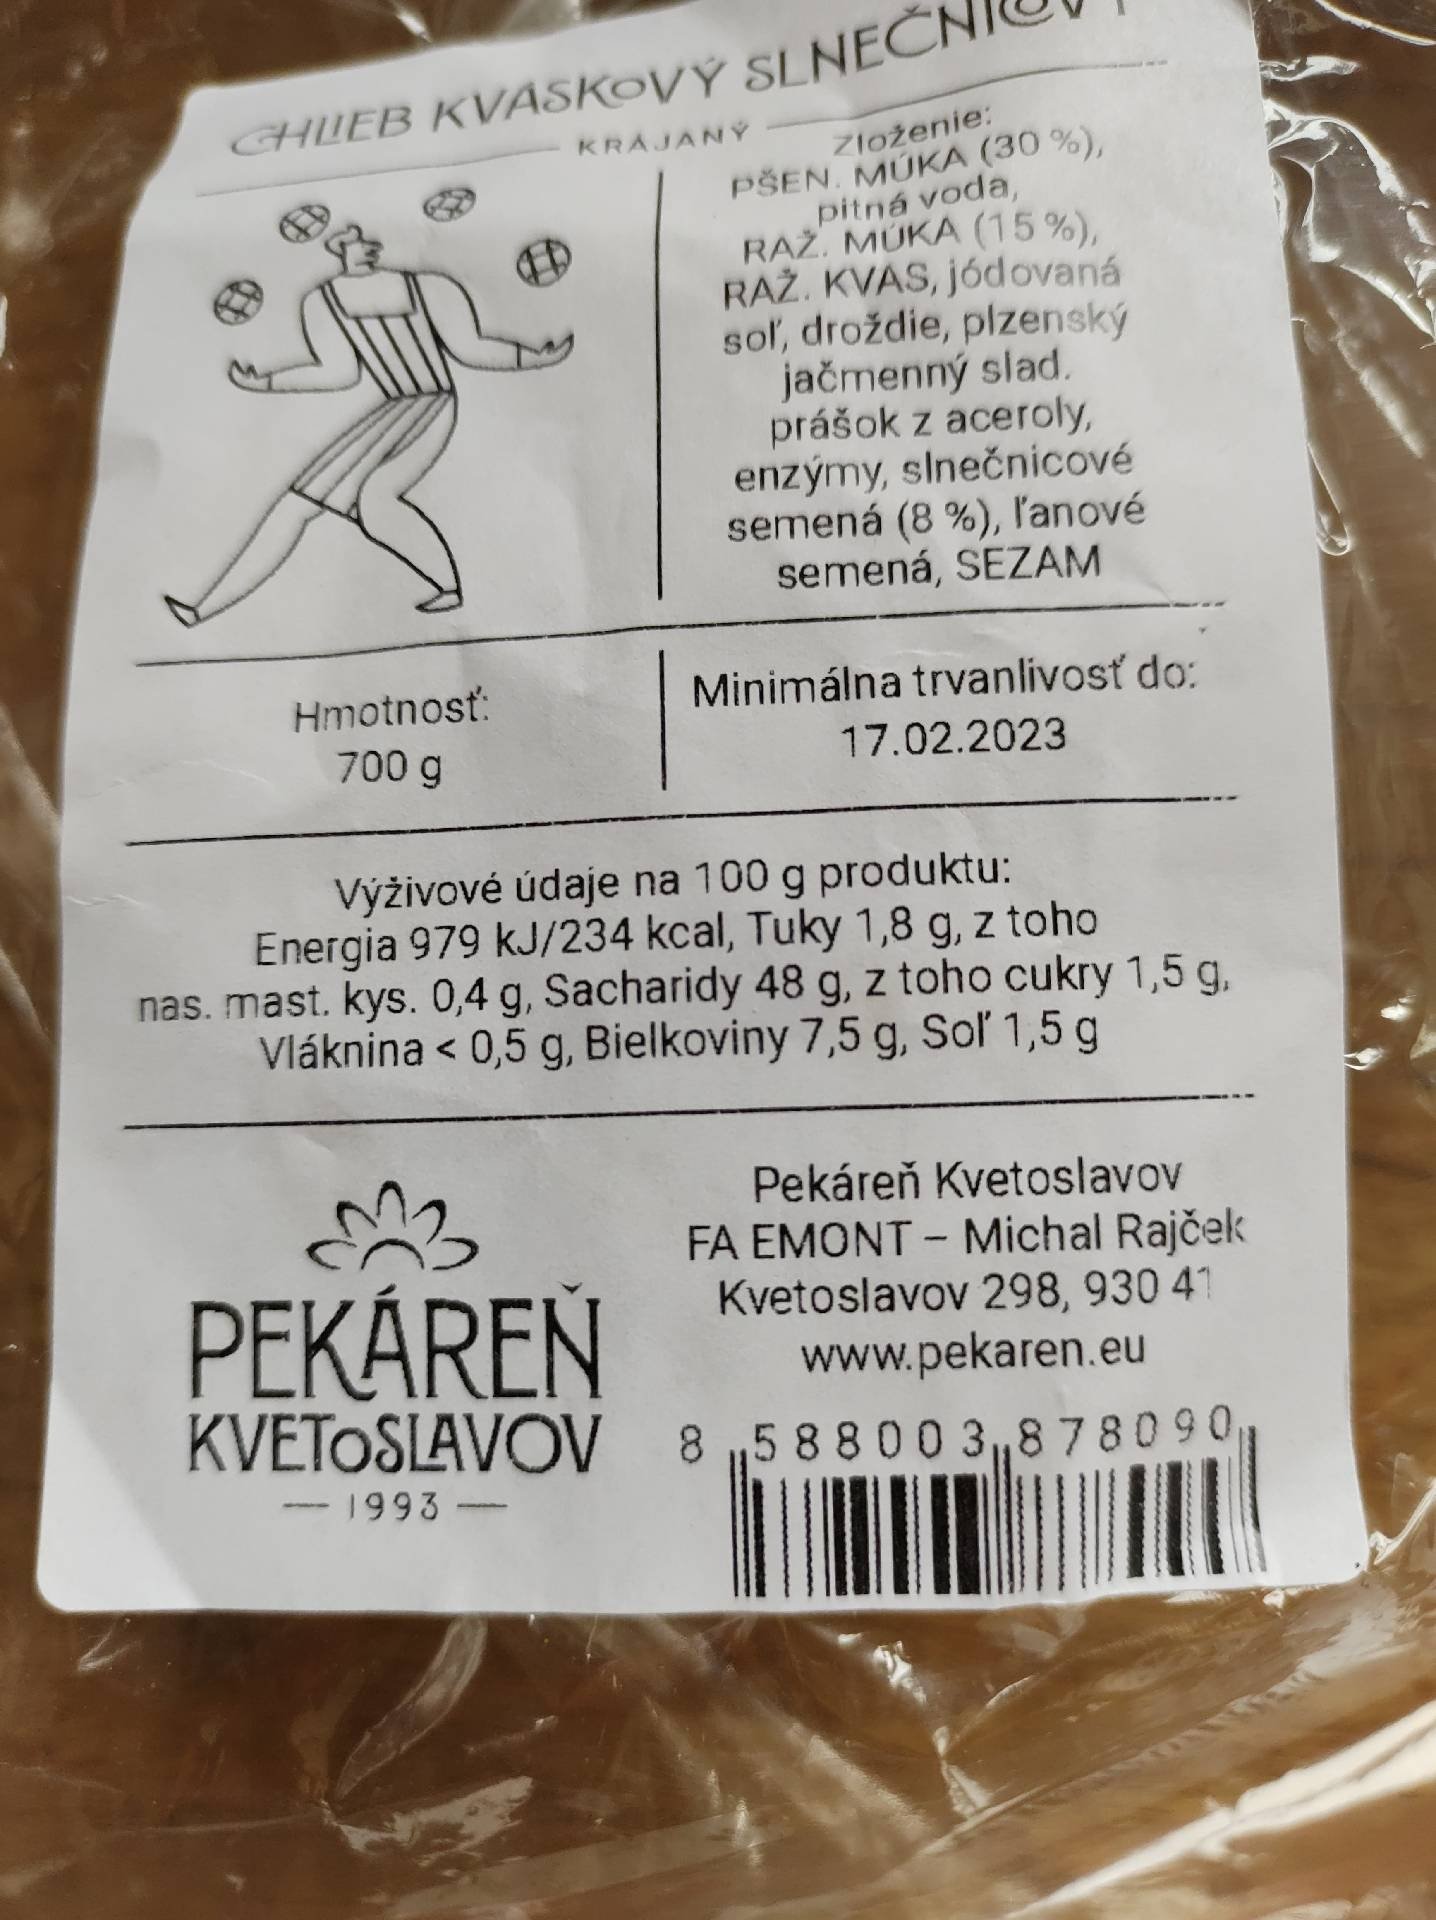 CHLIEB KVÁSKOVÝ SLNEČNICOVÝ
KRÁJANÝ
Zloženie:
PŠEN. MÚKA (30 %),
pitná voda,
RAŽ. MÚKA (15 %),
RAŽ. KVAS, jódovaná
soľ, droždie, plzenský
jačmenný slad.
prášok z aceroly,
enzýmy, slnečnicové
semená (8 %), ľanové
semená, SEZAM
Hmotnosť:
700 g
Minimálna trvanlivosť do:
17.02.2023
Výživové údaje na 100 g produktu:
Energia 979 kJ/234 kcal, Tuky 1,8 g, z toho
nas. mast. kys. 0,4 g, Sacharidy 48 g, z toho cukry 1,5 g,
Vláknina < 0,5 g, Bielkoviny 7,5 g, Soľ 1,5 g
PEKÁREŇ
KVETOSLAVOV
— 1993 —
Pekáreň Kvetoslavov
FA EMONT – Michal Rajček
Kvetoslavov 298, 930 41
www.pekaren.eu
8 588003 878090